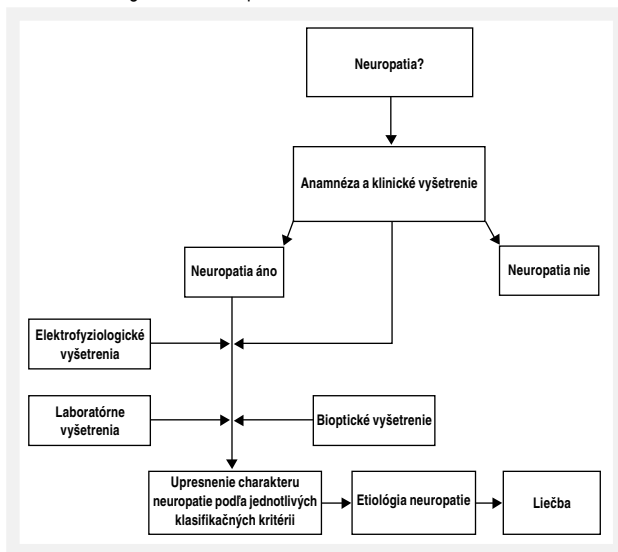 Neuropatia?
Anamnéza a klinické vyšetrenie
Neuropatia áno
Neuropatia nie
Elektrofyziologické
vyšetrenia
Laboratórne
vyšetrenia
Bioptické vyšetrenie
Upresnenie charakteru
neuropatie podľa jednotlivých
klasifikačných kritérii
Etiológia neuropatie
Liečba